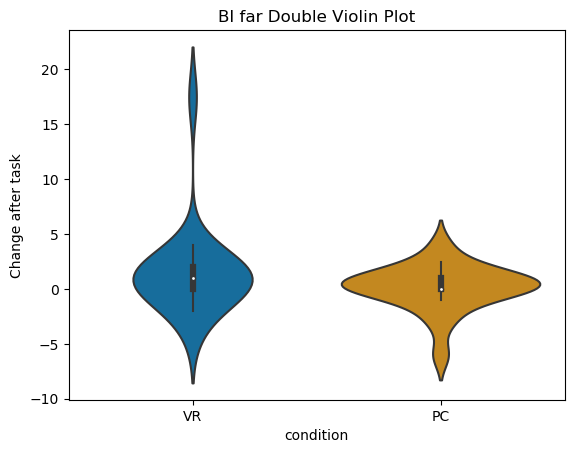 BI far Double Violin Plot
Change after task
20
15
10
5
0
−5
−10
VR
PC
condition